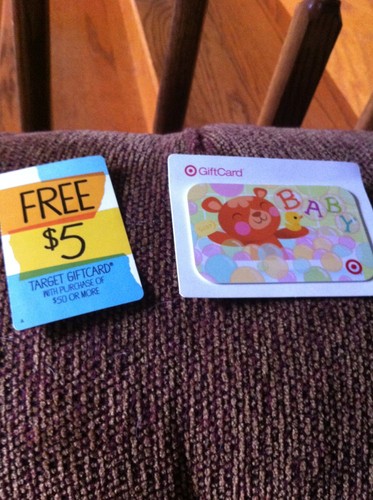 FREE
$5
TARGET GIFTCARD®
WITH PURCHASE OF
$50 OR MORE
GiftCard
BABY